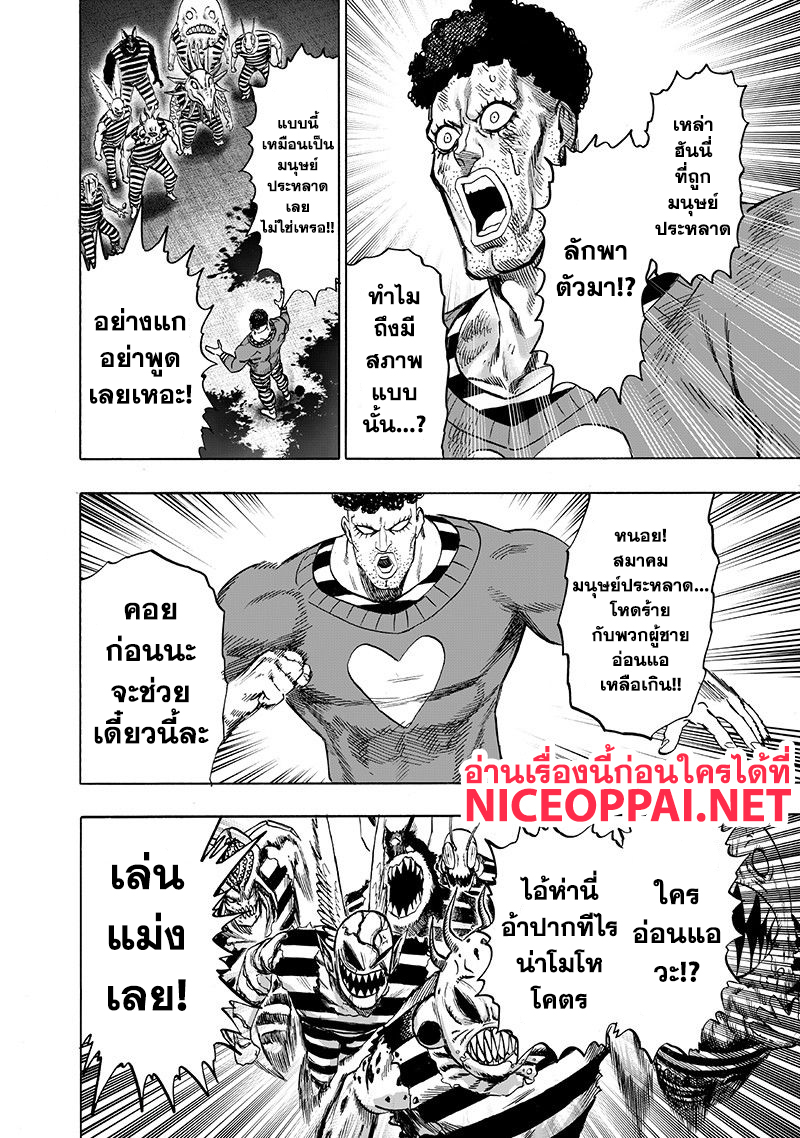 เหล่า
ฮันนี่
ที่ถูก
มนุษย์
ประหลาด
ลักพา
ตัวมา!?
ทำไม
ถึงมี
สภาพ
แบบ
นั้น...?
แบบนี้
เหมือนเป็น
มนุษย์
ประหลาด
เลย
ไม่ใช่เหรอ!!
อย่างแก
อย่าพูด
เลยเหอะ!
หนอย!
สมาคม
มนุษย์ประหลาด...
โหดร้าย
กับพวกผู้ชาย
อ่อนแอ
เหลือเกิน!!
คอย
ก่อนนะ
จะช่วย
เดี๋ยวนี้ละ
อ่านเรื่องนี้ก่อนใครได้ที่
NICEOPPAI.NET
ใคร
อ่อนแอ
วะ!?
ไอ้ห่านี่
อ้าปากทีไร
น่าโมโห
โคตร
เล่น
แม่ง
เลย!